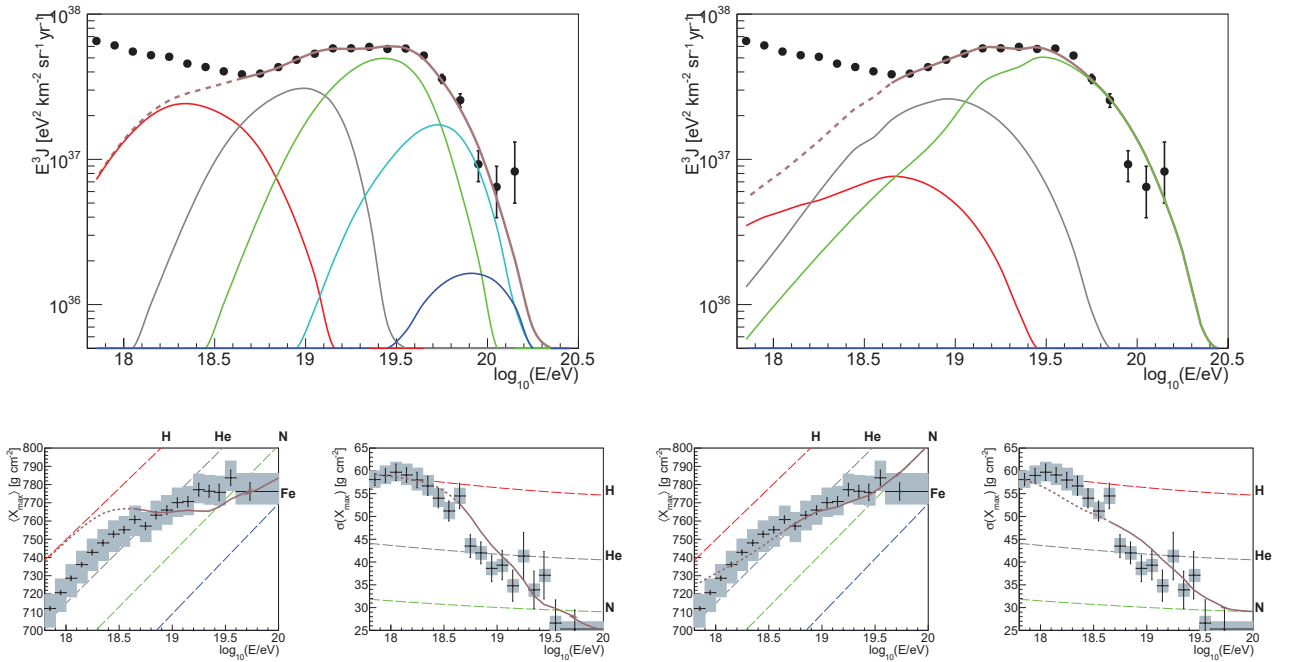 10^38
10^37
10^36
E^3J [eV^2 km^-2 sr^-1 yr^-1]
18 18.5 19 19.5 20 20.5
log10(E/eV)
10^38
10^37
10^36
E^3J [eV^2 km^-2 sr^-1 yr^-1]
18 18.5 19 19.5 20 20.5
log10(E/eV)
H He N
800
790
780
770
760
750
740
730
720
710
700
⟨Xmax⟩ [g cm^-2]
Fe
18 18.5 19 19.5 20
log10(E/eV)
65
60
55
50
45
40
35
30
25
σ(Xmax) [g cm^-2]
H
He
N
18 18.5 19 19.5 20
log10(E/eV)
H He N
800
790
780
770
760
750
740
730
720
710
700
⟨Xmax⟩ [g cm^-2]
Fe
18 18.5 19 19.5 20
log10(E/eV)
65
60
55
50
45
40
35
30
25
σ(Xmax) [g cm^-2]
H
He
N
18 18.5 19 19.5 20
log10(E/eV)